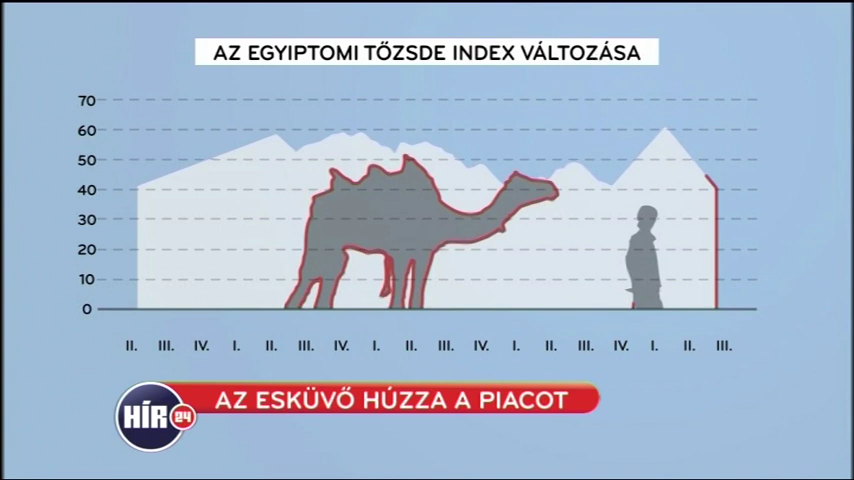 AZ EGYIPTOMI TŐZSDE INDEX VÁLTOZÁSA
70
60
50
40
30
20
10
0
II. III. IV. I. II. III. IV. I. II. III. IV. I. II. III. IV. I. II. III.
HÍR 24
AZ ESKÜVŐ HÚZZA A PIACOT